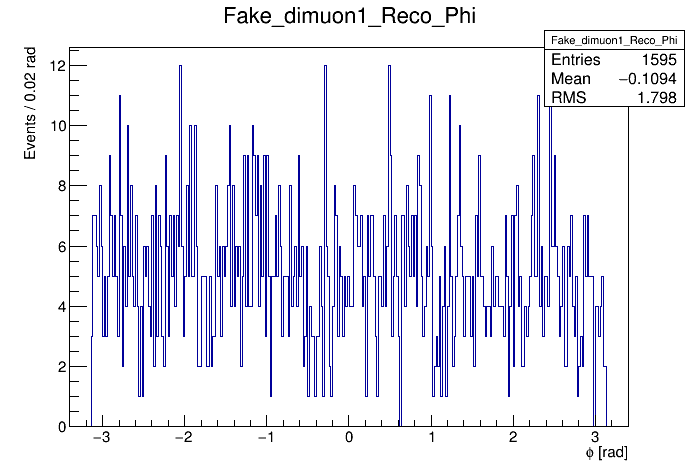 Fake_dimuon1_Reco_Phi
Fake_dimuon1_Reco_Phi
Entries 1595
Mean −0.1094
RMS 1.798
Events / 0.02 rad
12
10
8
6
4
2
0
−3 −2 −1 0 1 2 3
ϕ [rad]